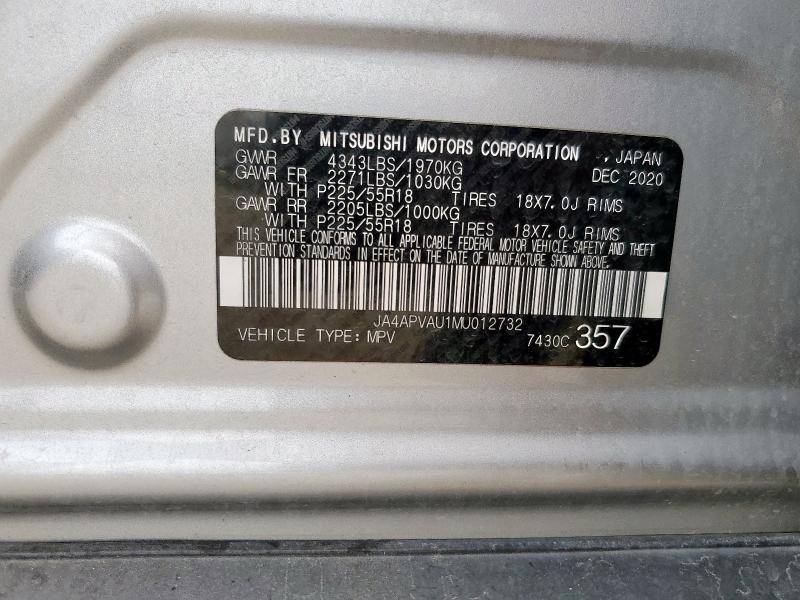 MFD.BY MITSUBISHI MOTORS CORPORATION , JAPAN
GVWR 4343LBS/1970KG DEC 2020
GAWR FR 2271LBS/1030KG
WITH P225/55R18 TIRES 18X7.0J RIMS
GAWR RR 2205LBS/1000KG
WITH P225/55R18 TIRES 18X7.0J RIMS
THIS VEHICLE CONFORMS TO ALL APPLICABLE FEDERAL MOTOR VEHICLE SAFETY AND THEFT
PREVENTION STANDARDS IN EFFECT ON THE DATE OF MANUFACTURE SHOWN ABOVE.
JA4APVAU1MU012732
VEHICLE TYPE: MPV 7430C 357